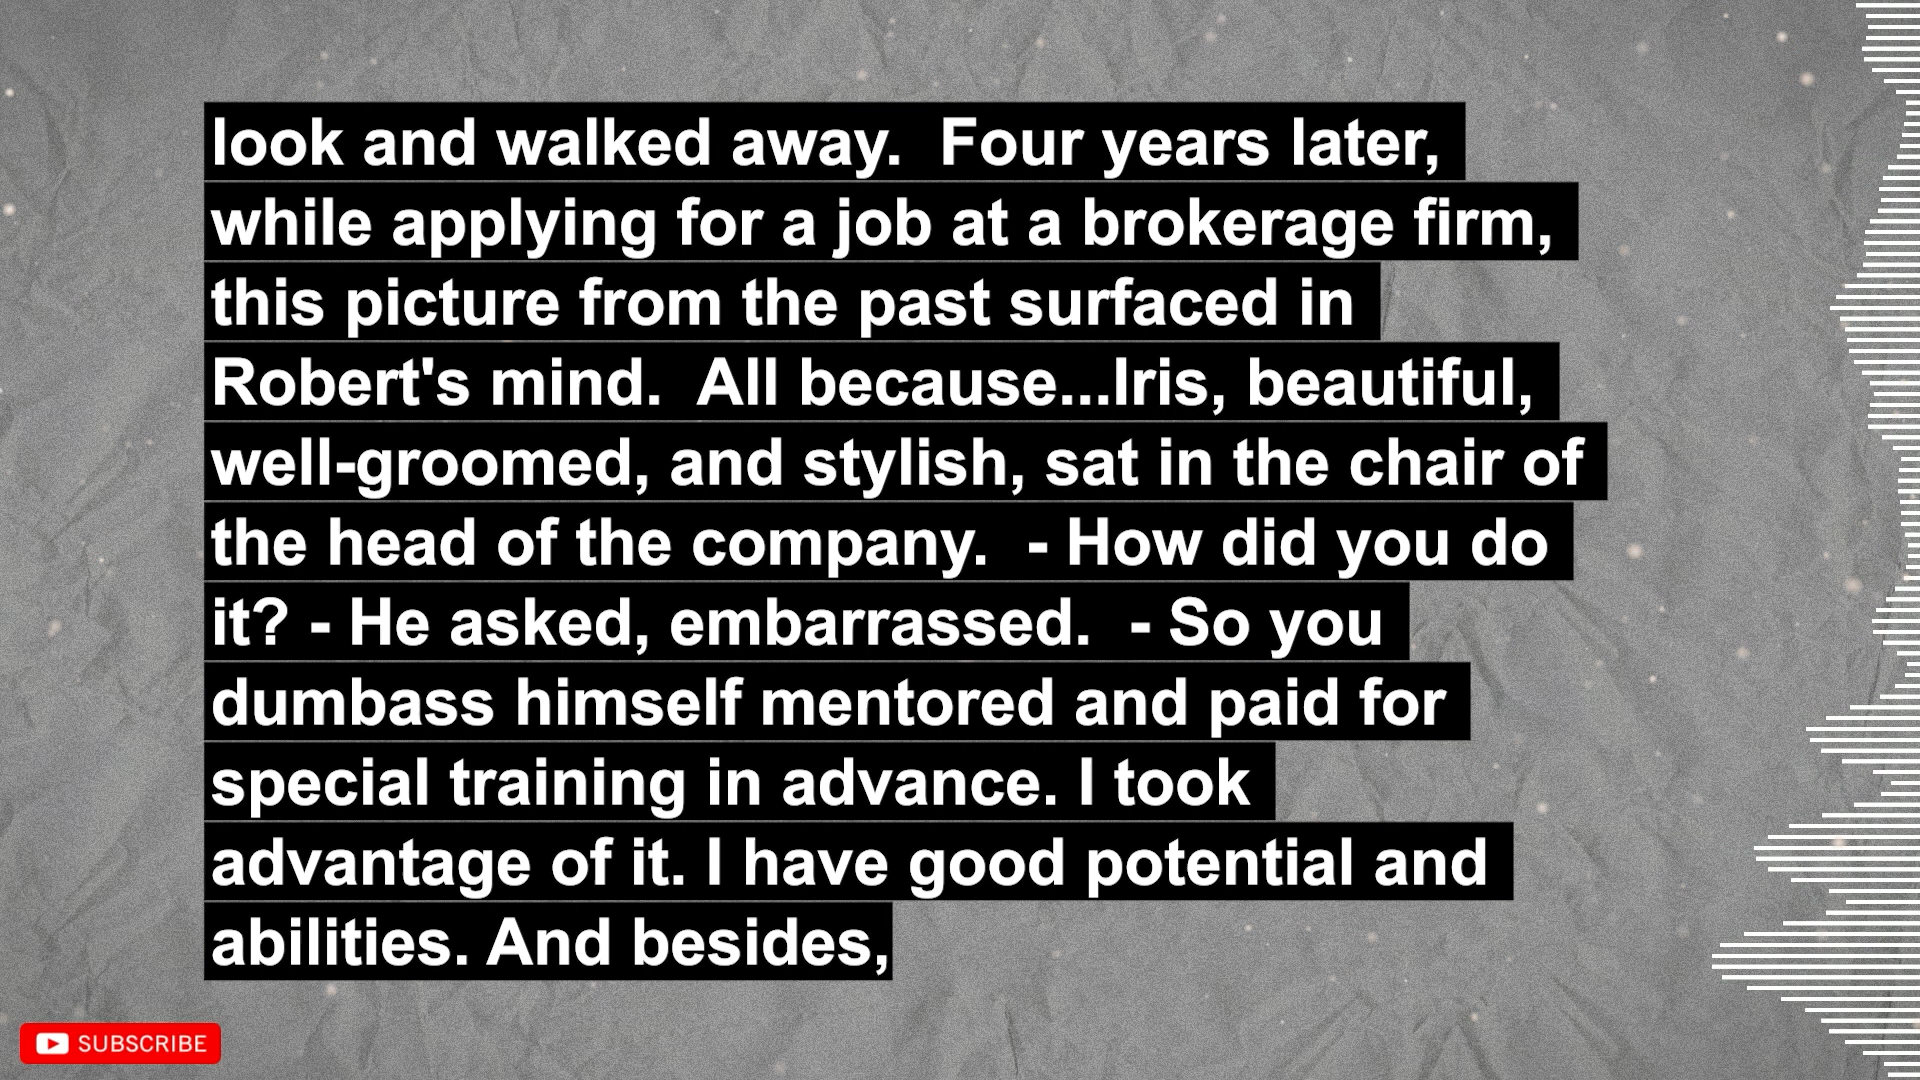 look and walked away.  Four years later,
while applying for a job at a brokerage firm,
this picture from the past surfaced in
Robert's mind.  All because...Iris, beautiful,
well-groomed, and stylish, sat in the chair of
the head of the company.  - How did you do
it? - He asked, embarrassed.  - So you
dumbass himself mentored and paid for
special training in advance. I took
advantage of it. I have good potential and
abilities. And besides,
SUBSCRIBE